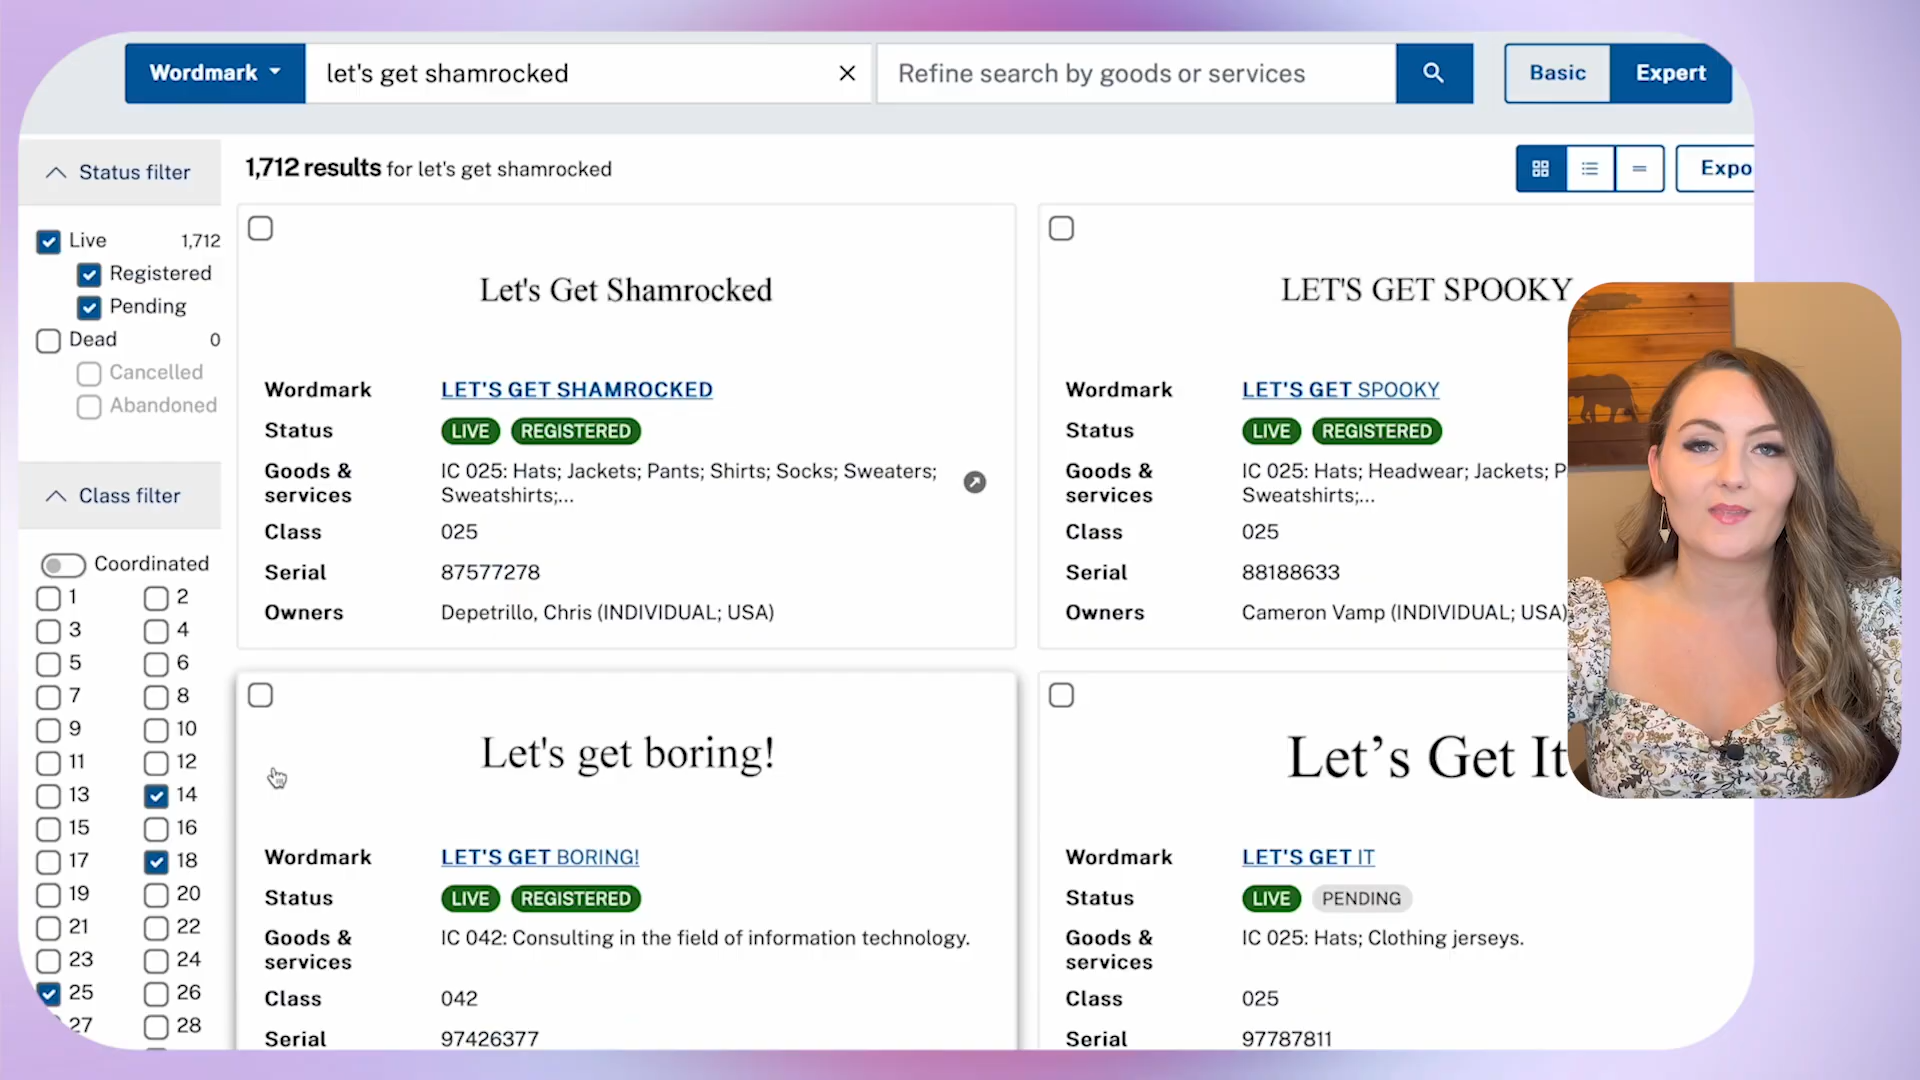 Wordmark
let's get shamrocked
Refine search by goods or services
Basic
Expert
Status filter
1,712 results for let's get shamrocked
Expo
Live 1,712
Registered
Pending
Dead 0
Cancelled
Abandoned
Class filter
Coordinated
1 2
3 4
5 6
7 8
9 10
11 12
13 14
15 16
17 18
19 20
21 22
23 24
25 26
27 28
Let's Get Shamrocked
Wordmark LET'S GET SHAMROCKED
Status LIVE REGISTERED
Goods & services IC 025: Hats; Jackets; Pants; Shirts; Socks; Sweaters;
Sweatshirts;...
Class 025
Serial 87577278
Owners Depetrillo, Chris (INDIVIDUAL; USA)
LET'S GET SPOOKY
Wordmark LET'S GET SPOOKY
Status LIVE REGISTERED
Goods & services IC 025: Hats; Headwear; Jackets; P
Sweatshirts;...
Class 025
Serial 88188633
Owners Cameron Vamp (INDIVIDUAL; USA)
Let's get boring!
Wordmark LET'S GET BORING!
Status LIVE REGISTERED
Goods & services IC 042: Consulting in the field of information technology.
Class 042
Serial 97426377
Let’s Get It
Wordmark LET'S GET IT
Status LIVE PENDING
Goods & services IC 025: Hats; Clothing jerseys.
Class 025
Serial 97787811